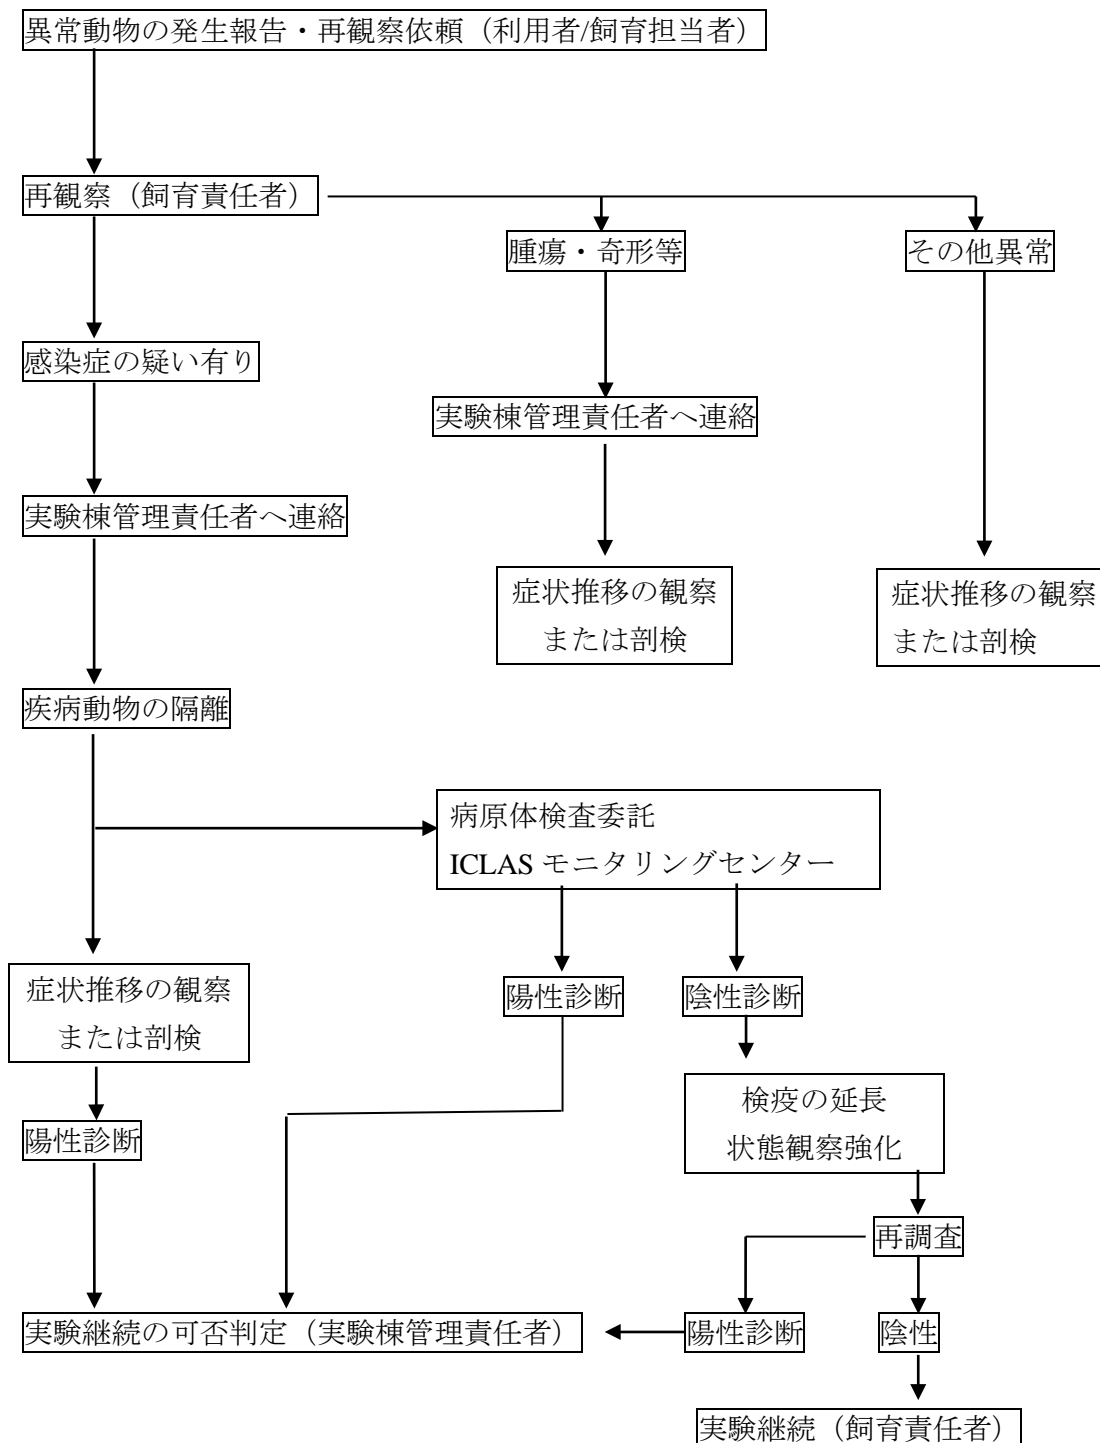 異常動物の発生報告・再観察依頼（利用者/飼育担当者）
再観察（飼育責任者）
腫瘍・奇形等
その他異常
感染症の疑い有り
実験棟管理責任者へ連絡
実験棟管理責任者へ連絡
症状推移の観察
または剖検
症状推移の観察
または剖検
疾病動物の隔離
病原体検査委託
ICLAS モニタリングセンター
症状推移の観察
または剖検
陽性診断
陰性診断
検疫の延長
状態観察強化
陽性診断
再調査
実験継続の可否判定（実験棟管理責任者）
陽性診断
陰性
実験継続（飼育責任者）